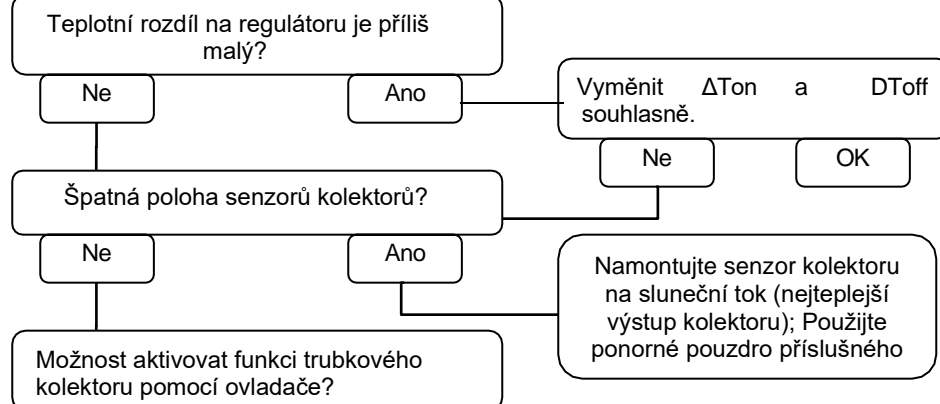 Teplotní rozdíl na regulátoru je příliš
malý?
Ne
Ano
Vyměnit ΔTon a DToff
souhlasně.
Ne
OK
Špatná poloha senzorů kolektorů?
Ne
Ano
Namontujte senzor kolektoru
na sluneční tok (nejteplejší
výstup kolektoru); Použijte
ponorné pouzdro příslušného
Možnost aktivovat funkci trubkového
kolektoru pomocí ovladače?